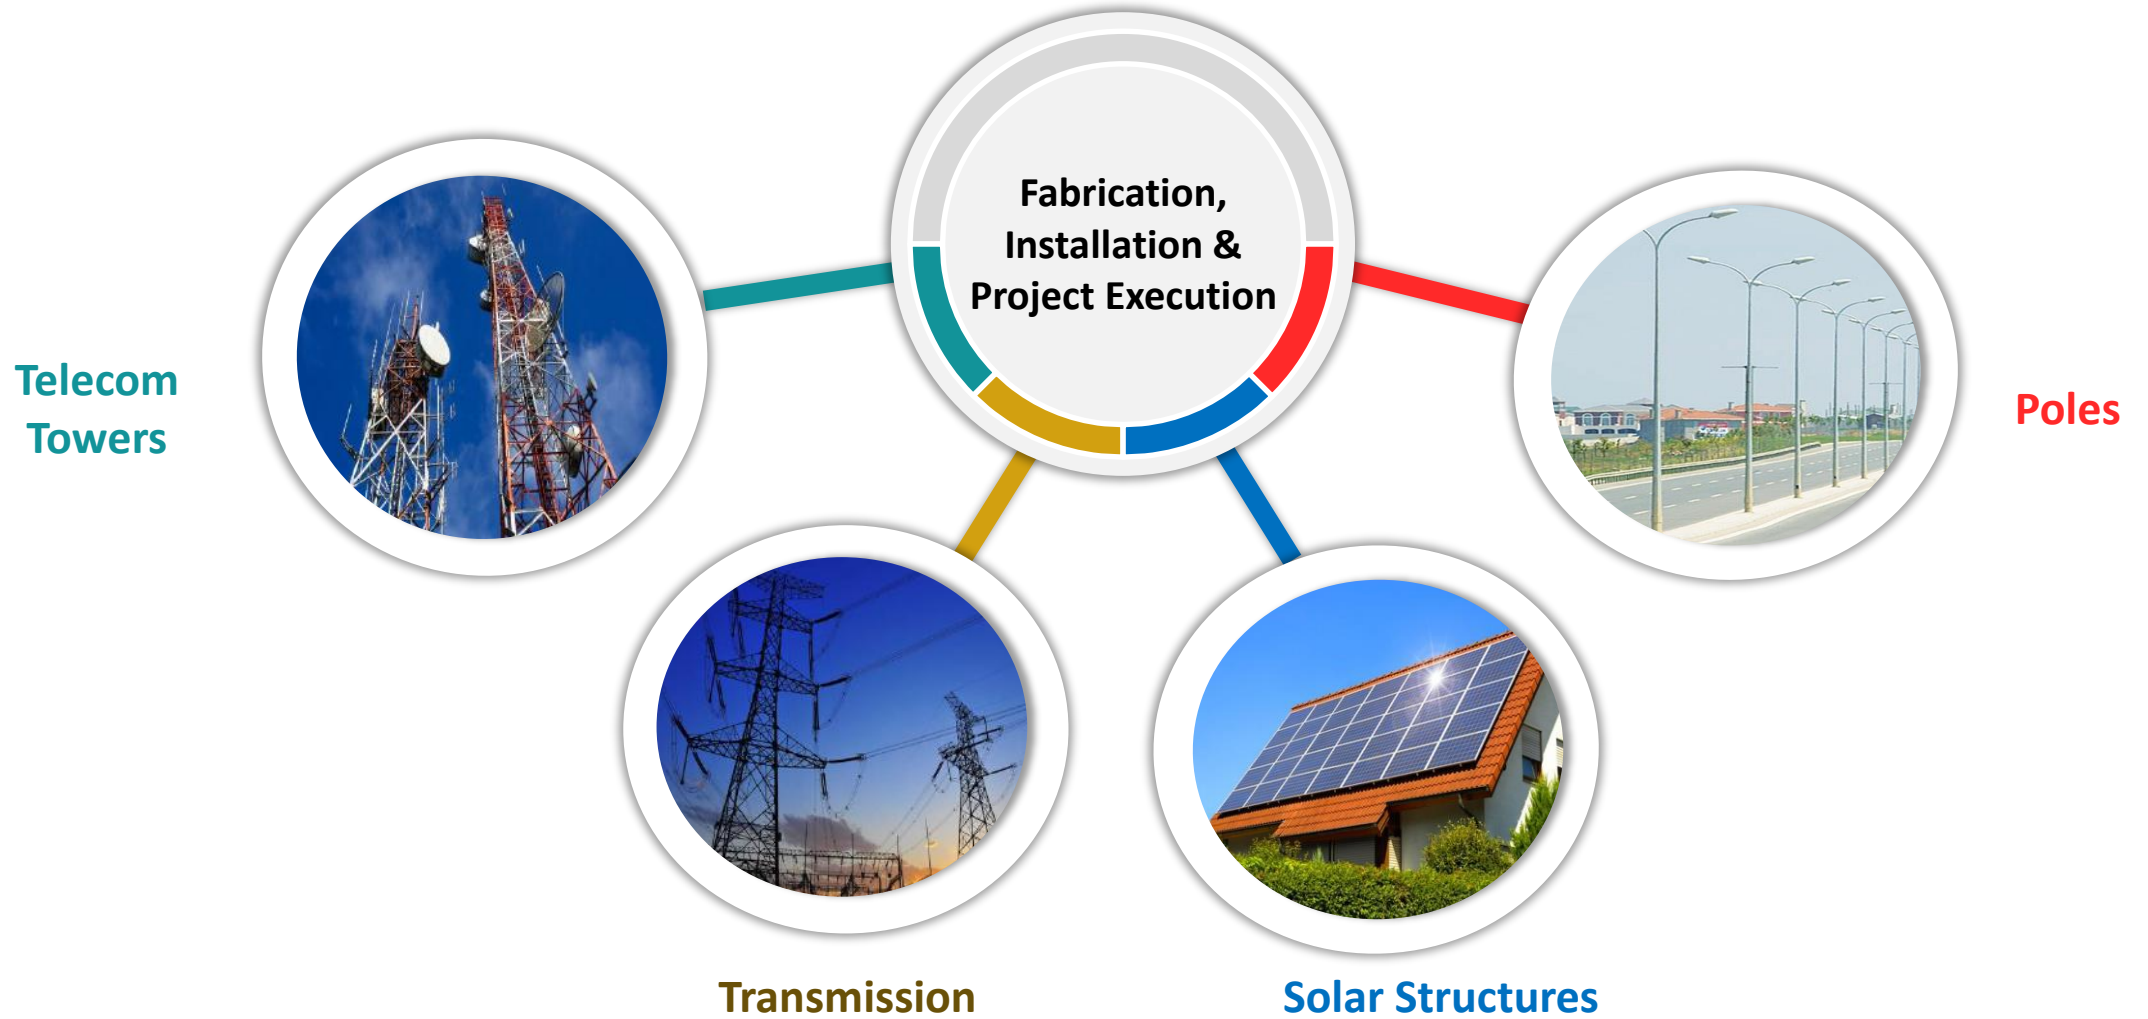 Fabrication,
Installation &
Project Execution
Telecom
Towers
Poles
Transmission
Solar Structures